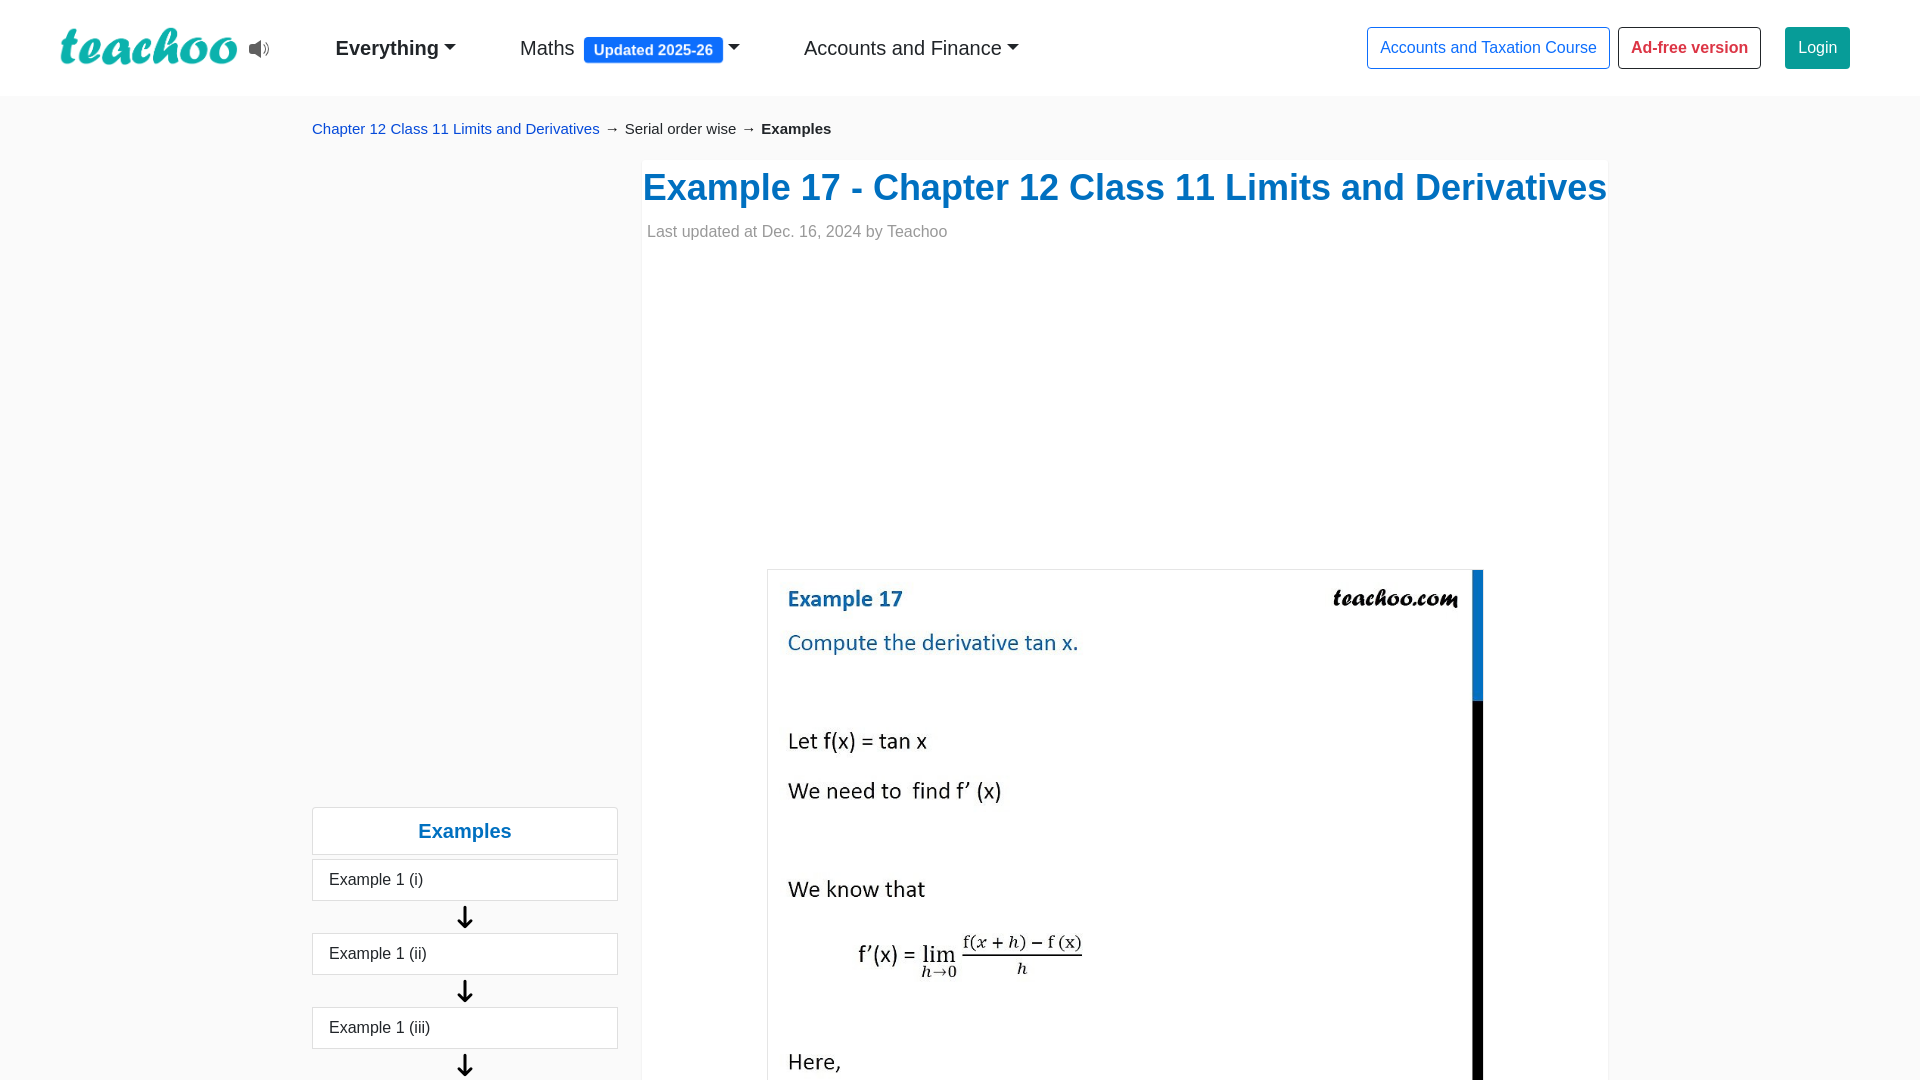 teachoo
Everything
Maths Updated 2025-26
Accounts and Finance
Accounts and Taxation Course
Ad-free version
Login
Chapter 12 Class 11 Limits and Derivatives → Serial order wise → Examples
Example 17 - Chapter 12 Class 11 Limits and Derivatives
Last updated at Dec. 16, 2024 by Teachoo
Example 17
teachoo.com
Compute the derivative tan x.
Let f(x) = tan x
We need to find f’ (x)
We know that
f’(x) = lim h→0 (f(x + h) − f (x))/h
Here,
Examples
Example 1 (i)
↓
Example 1 (ii)
↓
Example 1 (iii)
↓